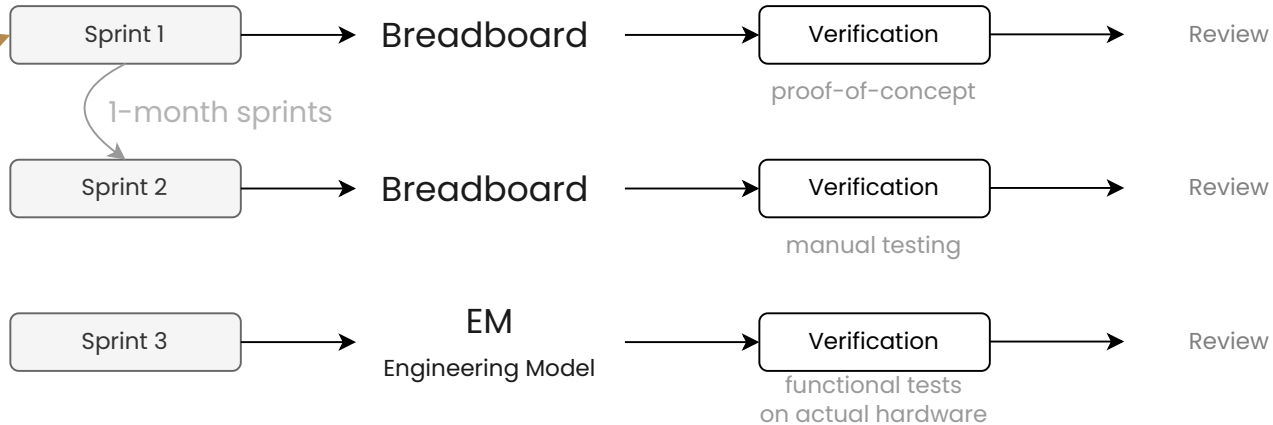 Sprint 1
Breadboard
Verification
Review
proof-of-concept
1-month sprints
Sprint 2
Breadboard
Verification
Review
manual testing
Sprint 3
EM
Engineering Model
Verification
Review
functional tests
on actual hardware